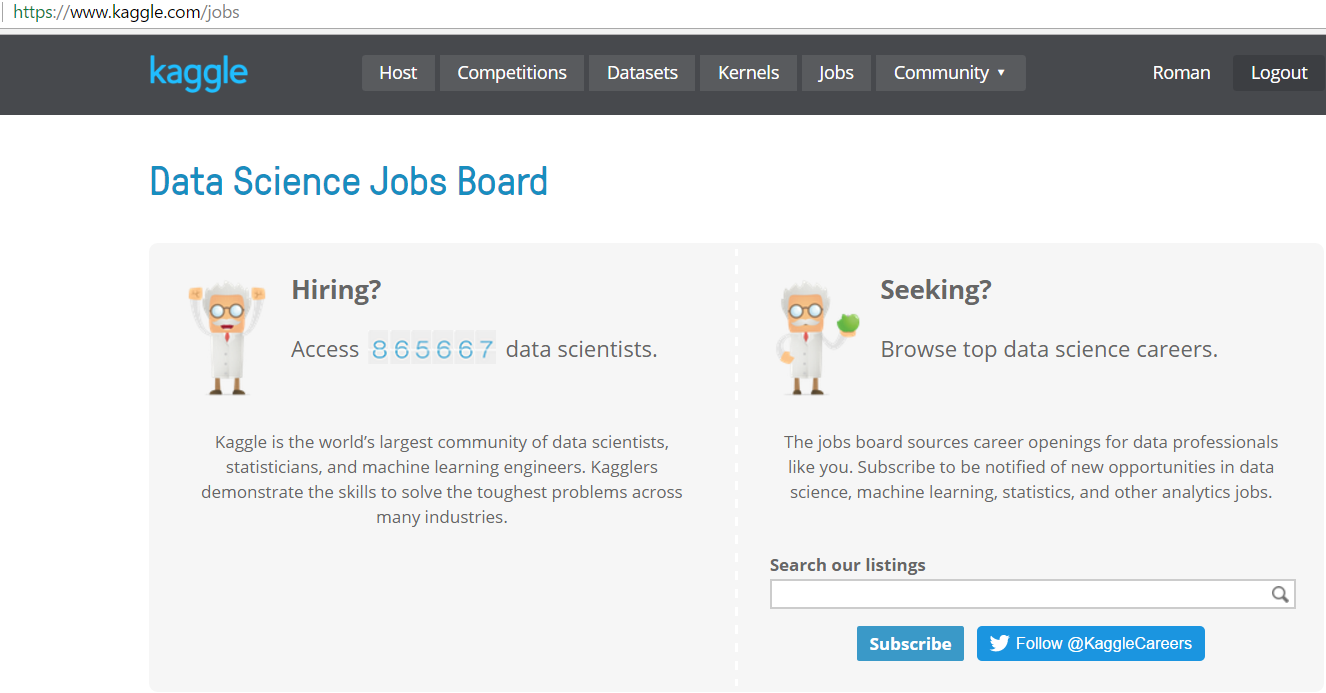 https://www.kaggle.com/jobs
kaggle
Host
Competitions
Datasets
Kernels
Jobs
Community ▼
Roman
Logout
Data Science Jobs Board
Hiring?
Access 865667 data scientists.
Kaggle is the world’s largest community of data scientists,
statisticians, and machine learning engineers. Kagglers
demonstrate the skills to solve the toughest problems across
many industries.
Seeking?
Browse top data science careers.
The jobs board sources career openings for data professionals
like you. Subscribe to be notified of new opportunities in data
science, machine learning, statistics, and other analytics jobs.
Search our listings
Subscribe
Follow @KaggleCareers